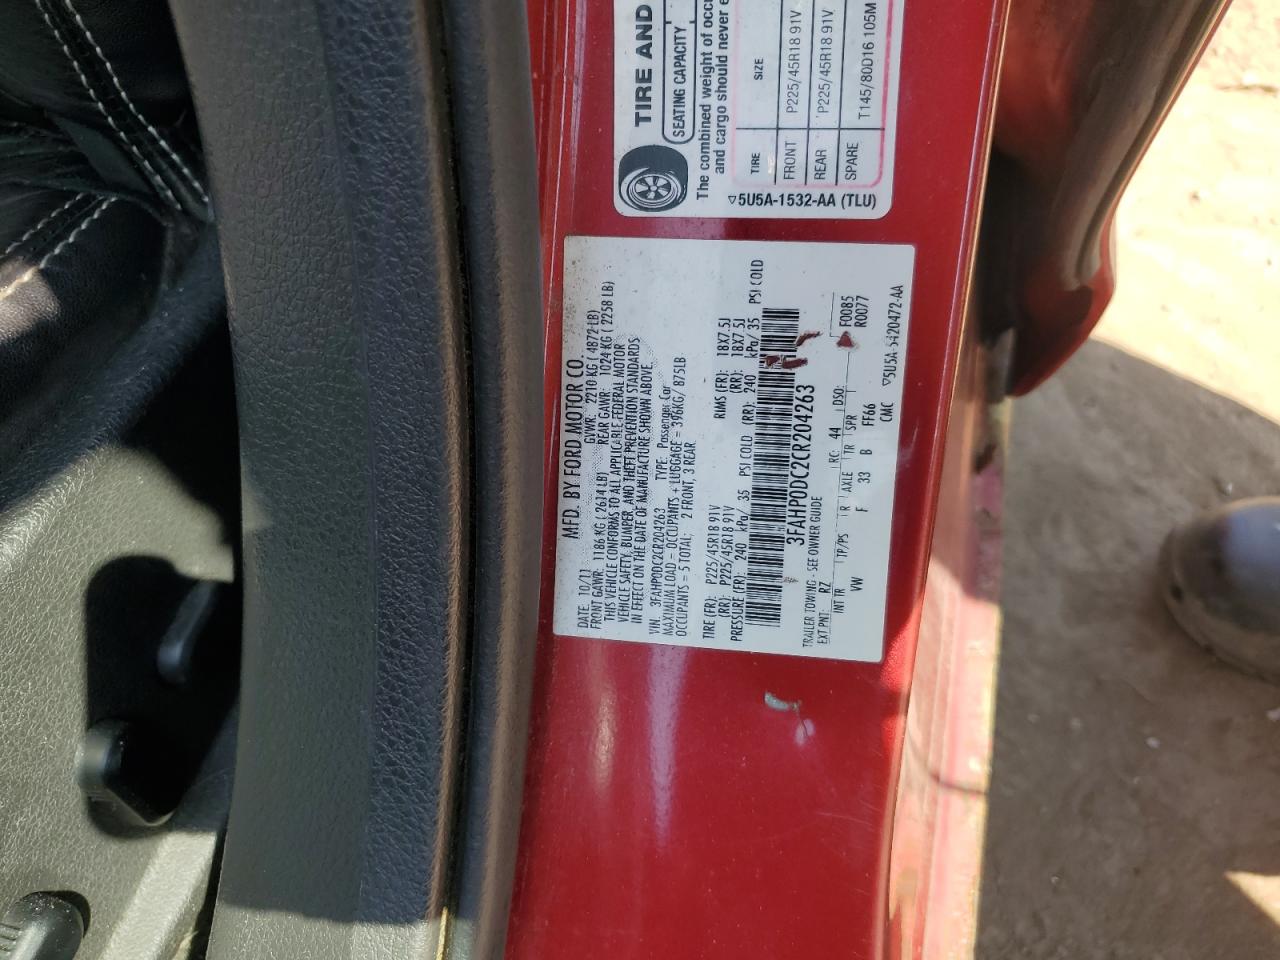 TIRE AND
SEATING CAPACITY
The combined weight of occu
and cargo should never e
TIRE SIZE
FRONT P225/45R18 91V
REAR P225/45R18 91V
SPARE T145/80D16 105M
▽5U5A-1532-AA (TLU)
MFD. BY FORD MOTOR CO.
DATE: 10/11 GVWR: 2210 KG ( 4872 LB)
FRONT GAWR: 1186 KG ( 2614 LB) REAR GAWR: 1024 KG ( 2258 LB)
THIS VEHICLE CONFORMS TO ALL APPLICABLE FEDERAL MOTOR
VEHICLE SAFETY, BUMPER, AND THEFT PREVENTION STANDARDS
IN EFFECT ON THE DATE OF MANUFACTURE SHOWN ABOVE.
VIN: 3FAHP0DC2CR204263 TYPE: Passenger Car
MAXIMUM LOAD = OCCUPANTS + LUGGAGE = 396KG/ 875LB
OCCUPANTS = 5 TOTAL: 2 FRONT, 3 REAR
TIRE (FR): P225/45R18 91V RIMS (FR): 18X7.5J
(RR): P225/45R18 91V (RR): 18X7.5J
PRESSURE (FR): 240 kPa/ 35 PSI COLD (RR): 240 kPa/ 35 PSI COLD
3FAHP0DC2CR204263
TRAILER TOWING - SEE OWNER GUIDE
EXT PNT: RZ RC: 44 DSO: F0085
R0077
INT TR TP/PS R AXLE TR SPR
VW F 33 B FF66
CMC
▽5U5A-5420472-AA